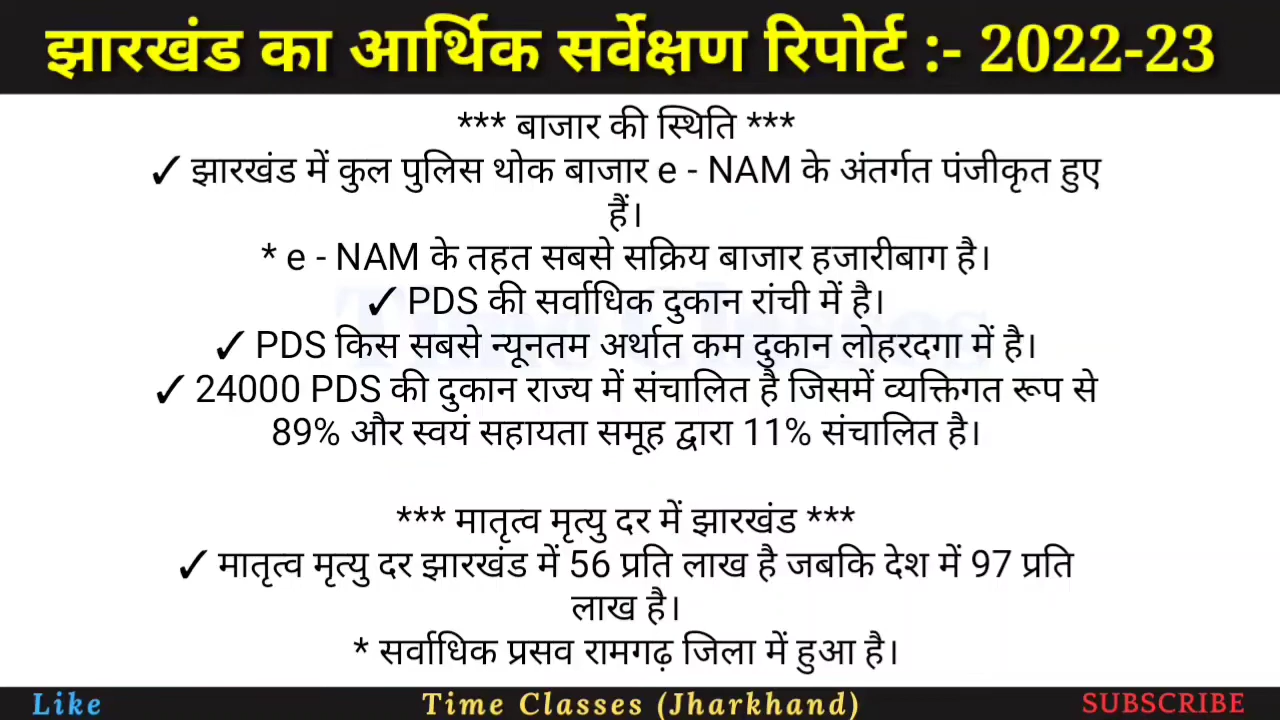 झारखंड का आर्थिक सर्वेक्षण रिपोर्ट :- 2022-23
*** बाजार की स्थिति ***
✓ झारखंड में कुल पुलिस थोक बाजार e - NAM के अंतर्गत पंजीकृत हुए
हैं।
* e - NAM के तहत सबसे सक्रिय बाजार हजारीबाग है।
✓ PDS की सर्वाधिक दुकान रांची में है।
✓ PDS किस सबसे न्यूनतम अर्थात कम दुकान लोहरदगा में है।
✓ 24000 PDS की दुकान राज्य में संचालित है जिसमें व्यक्तिगत रूप से
89% और स्वयं सहायता समूह द्वारा 11% संचालित है।
*** मातृत्व मृत्यु दर में झारखंड ***
✓ मातृत्व मृत्यु दर झारखंड में 56 प्रति लाख है जबकि देश में 97 प्रति
लाख है।
* सर्वाधिक प्रसव रामगढ़ जिला में हुआ है।
Like Time Classes (Jharkhand) SUBSCRIBE